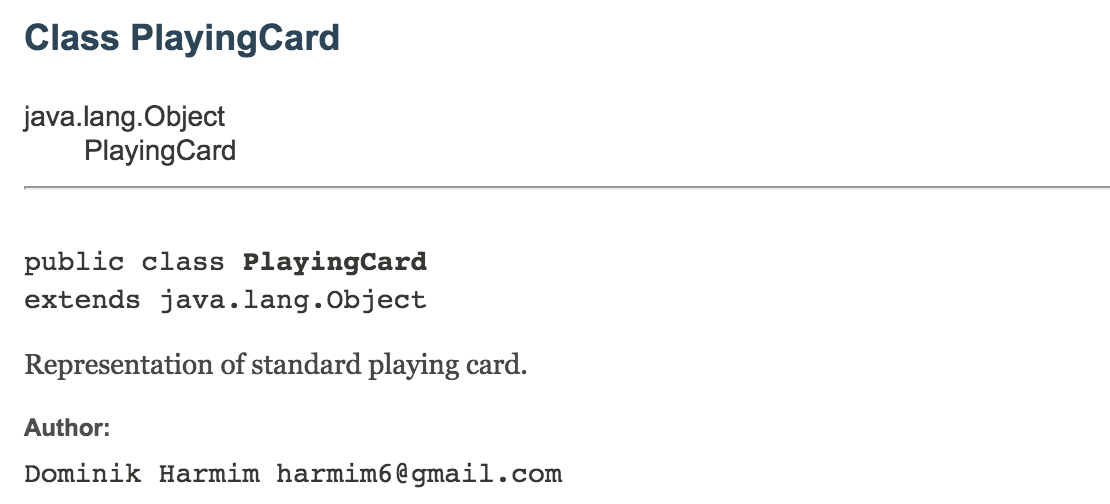 Class PlayingCard
java.lang.Object
PlayingCard
public class PlayingCard
extends java.lang.Object
Representation of standard playing card.
Author:
Dominik Harmim harmim6@gmail.com